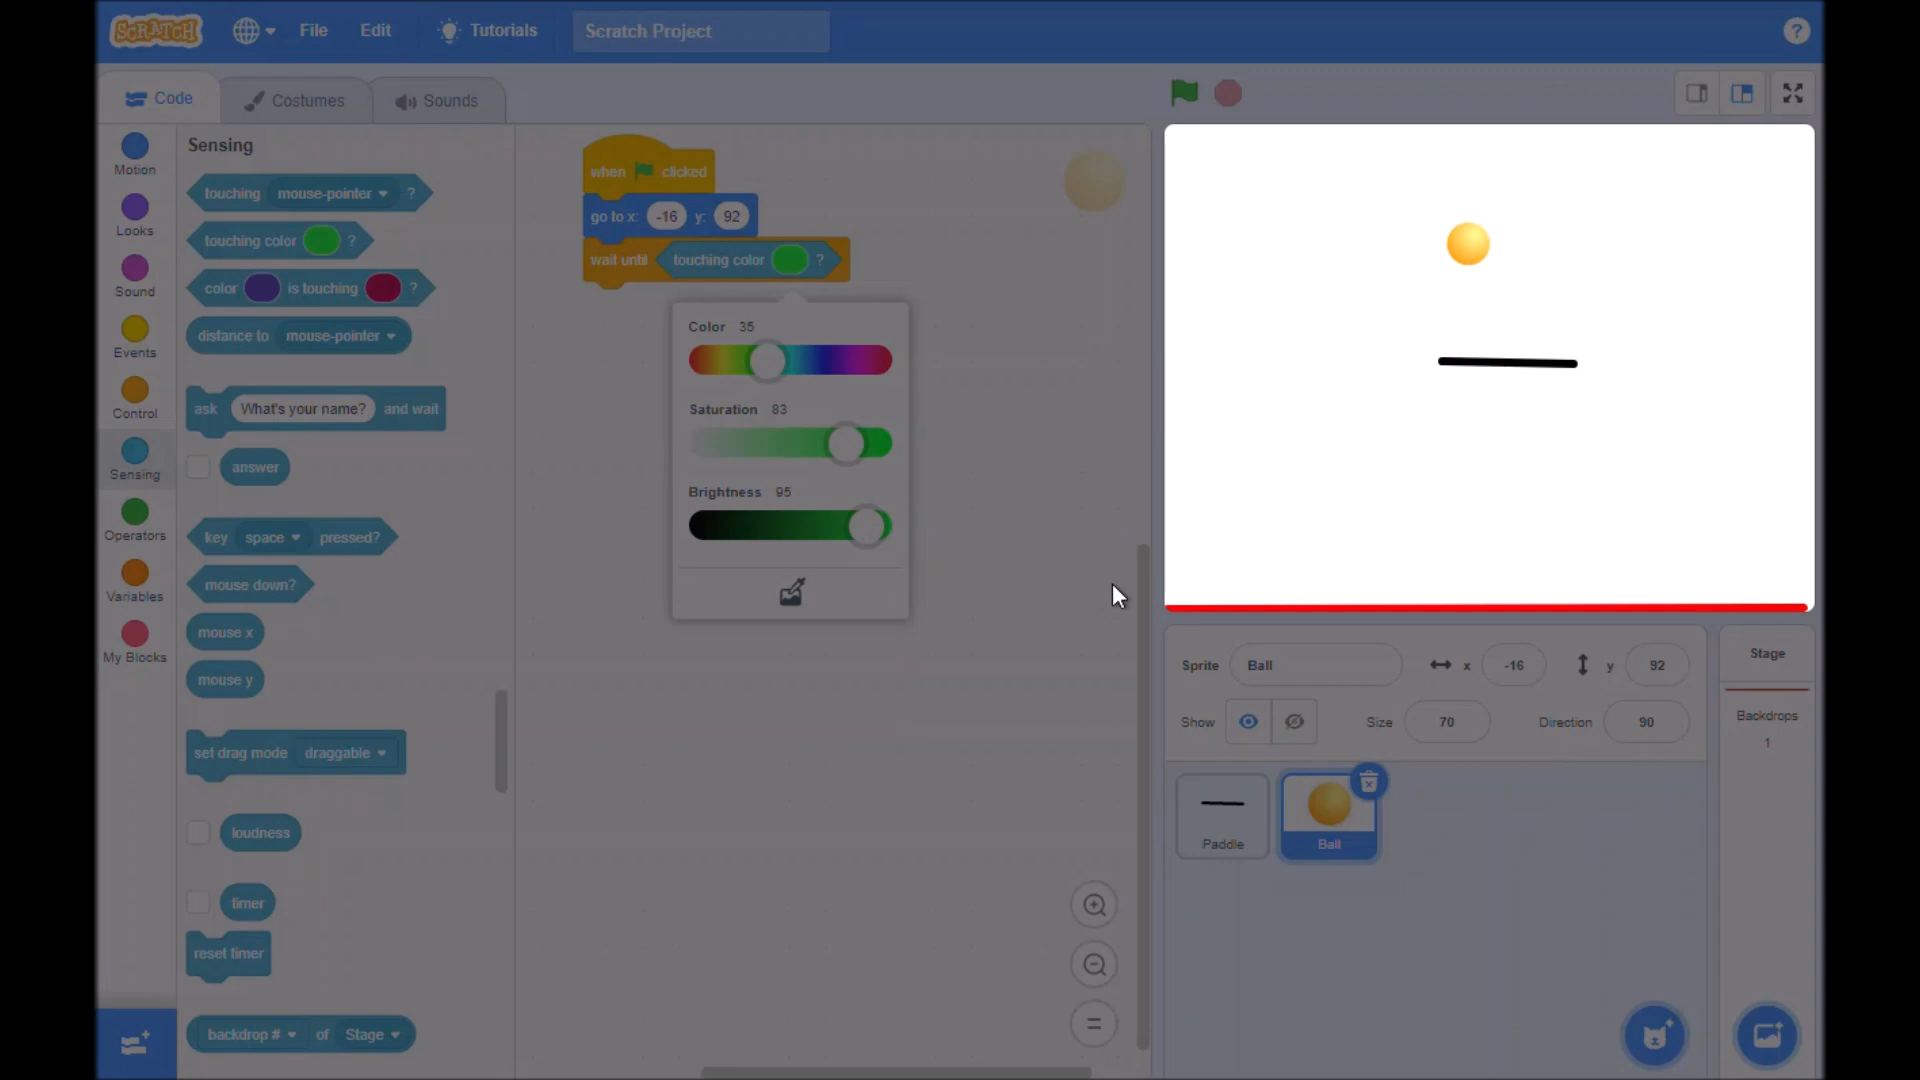 SCRATCH File Edit Tutorials Scratch Project ?
Code Costumes Sounds
Motion
Looks
Sound
Events
Control
Sensing
Operators
Variables
My Blocks
Sensing
touching mouse-pointer ?
touching color ?
color is touching ?
distance to mouse-pointer
ask What's your name? and wait
answer
key space pressed?
mouse down?
mouse x
mouse y
set drag mode draggable
loudness
timer
reset timer
backdrop # of Stage
when clicked
go to x: -16 y: 92
wait until touching color ?
Color 35
Saturation 83
Brightness 95
Sprite Ball x -16 y 92
Show Size 70 Direction 90
Paddle
Ball
Stage
Backdrops
1